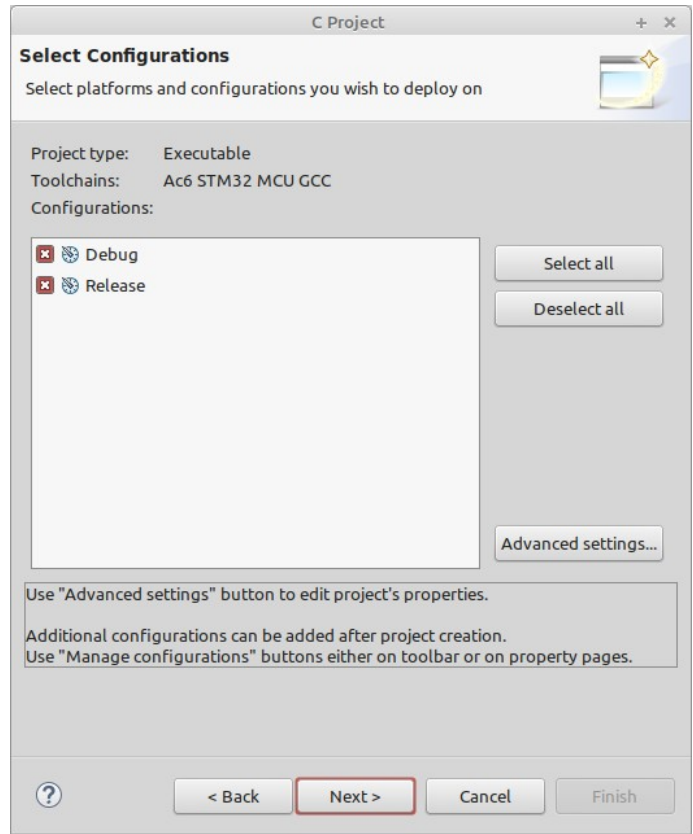 C Project
Select Configurations
Select platforms and configurations you wish to deploy on
Project type: Executable
Toolchains: Ac6 STM32 MCU GCC
Configurations:
Debug
Release
Select all
Deselect all
Advanced settings...
Use "Advanced settings" button to edit project's properties.
Additional configurations can be added after project creation.
Use "Manage configurations" buttons either on toolbar or on property pages.
? < Back Next > Cancel Finish